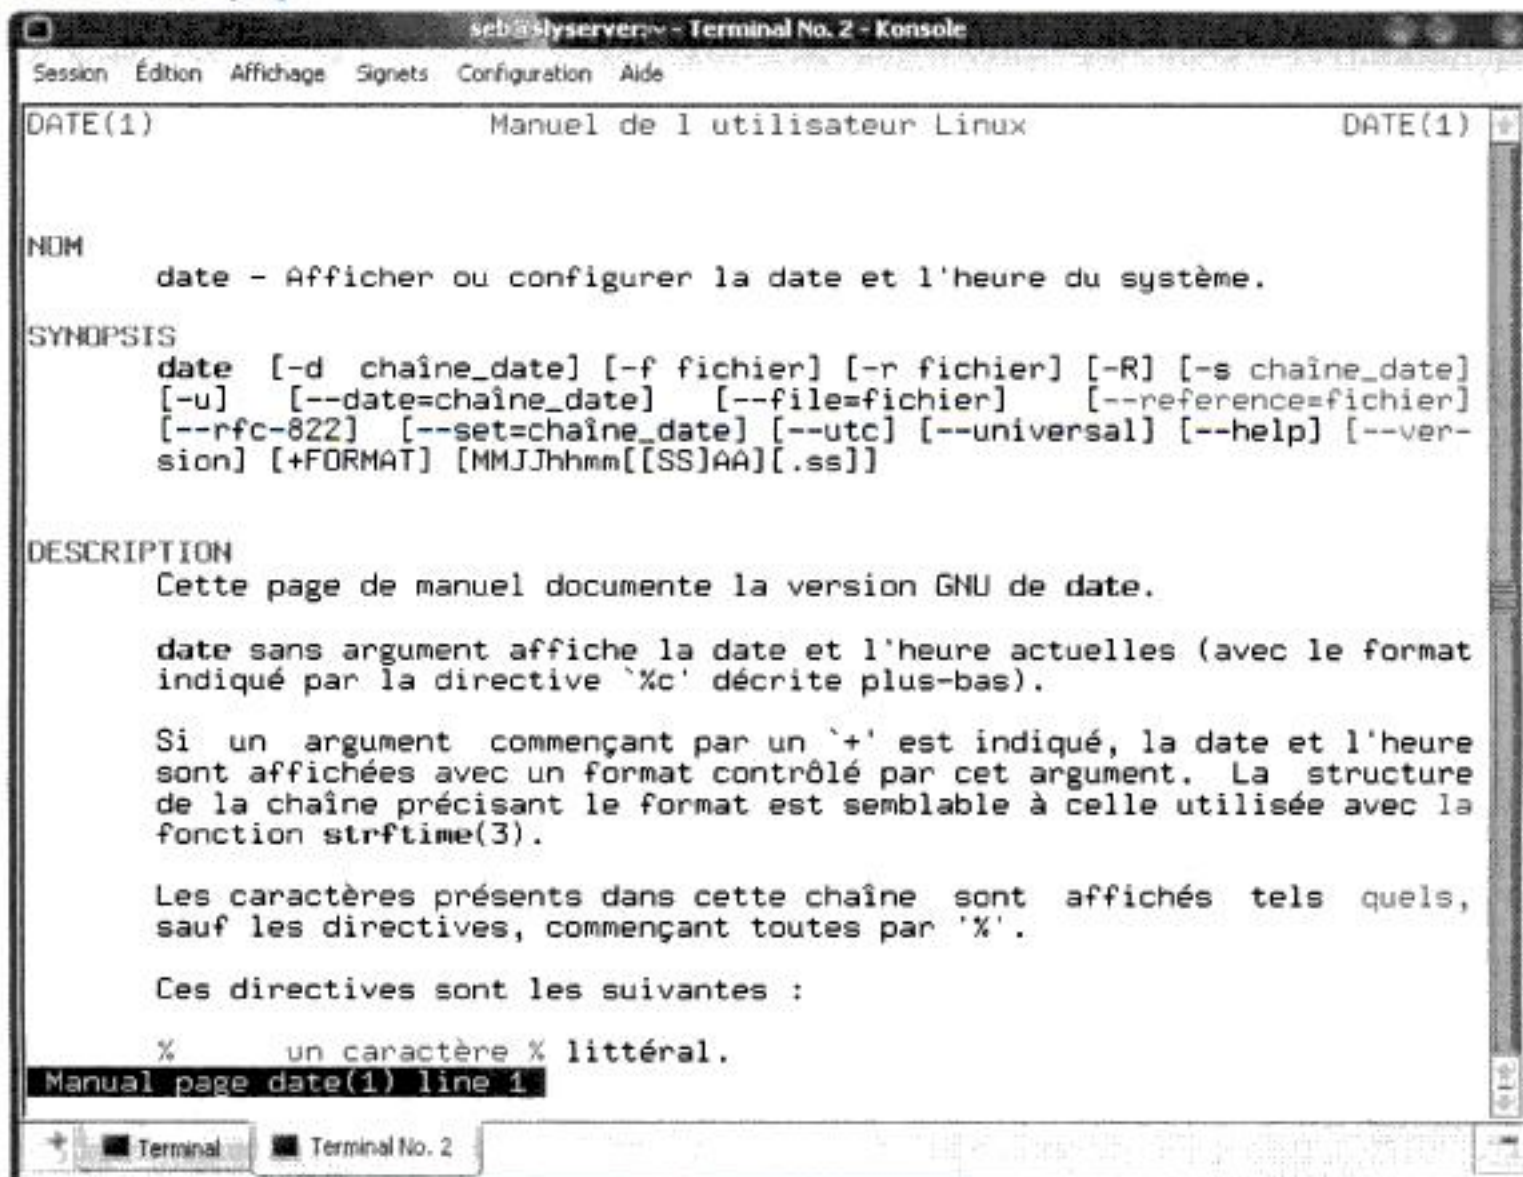 seb@slyserver:~ - Terminal No. 2 - Konsole
Session Édition Affichage Signets Configuration Aide
DATE(1) Manuel de l utilisateur Linux DATE(1)
NOM
date - Afficher ou configurer la date et l'heure du système.
SYNOPSIS
date [-d chaîne_date] [-f fichier] [-r fichier] [-R] [-s chaîne_date]
[-u] [--date=chaîne_date] [--file=fichier] [--reference=fichier]
[--rfc-822] [--set=chaîne_date] [--utc] [--universal] [--help] [--ver-
sion] [+FORMAT] [MMJJhhmm[[SS]AA][.ss]]
DESCRIPTION
Cette page de manuel documente la version GNU de date.
date sans argument affiche la date et l'heure actuelles (avec le format
indiqué par la directive `%c' décrite plus-bas).
Si un argument commençant par un `+' est indiqué, la date et l'heure
sont affichées avec un format contrôlé par cet argument. La structure
de la chaîne précisant le format est semblable à celle utilisée avec la
fonction strftime(3).
Les caractères présents dans cette chaîne sont affichés tels quels,
sauf les directives, commençant toutes par '%'.
Ces directives sont les suivantes :
% un caractère % littéral.
Manual page date(1) line 1
Terminal Terminal No. 2